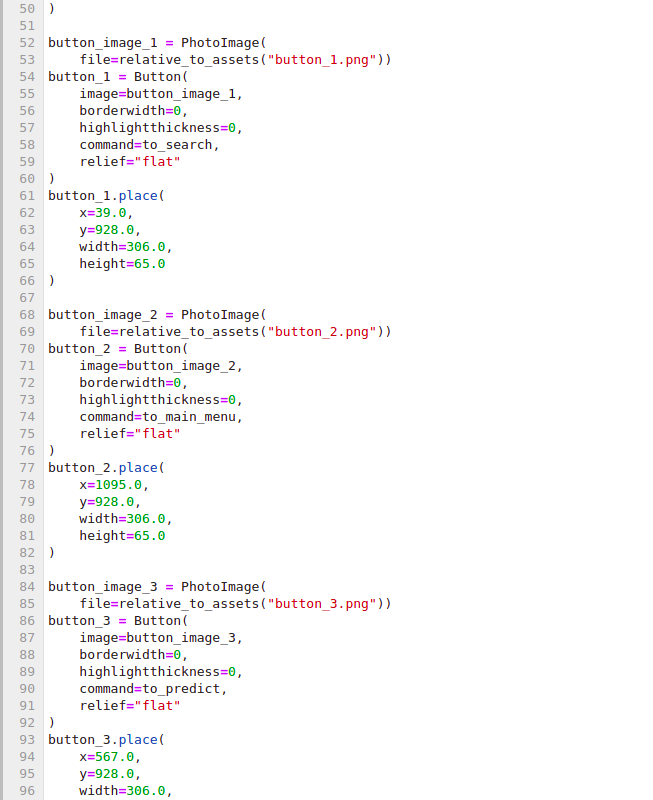 50 )
51
52 button_image_1 = PhotoImage(
53     file=relative_to_assets("button_1.png"))
54 button_1 = Button(
55     image=button_image_1,
56     borderwidth=0,
57     highlightthickness=0,
58     command=to_search,
59     relief="flat"
60 )
61 button_1.place(
62     x=39.0,
63     y=928.0,
64     width=306.0,
65     height=65.0
66 )
67
68 button_image_2 = PhotoImage(
69     file=relative_to_assets("button_2.png"))
70 button_2 = Button(
71     image=button_image_2,
72     borderwidth=0,
73     highlightthickness=0,
74     command=to_main_menu,
75     relief="flat"
76 )
77 button_2.place(
78     x=1095.0,
79     y=928.0,
80     width=306.0,
81     height=65.0
82 )
83
84 button_image_3 = PhotoImage(
85     file=relative_to_assets("button_3.png"))
86 button_3 = Button(
87     image=button_image_3,
88     borderwidth=0,
89     highlightthickness=0,
90     command=to_predict,
91     relief="flat"
92 )
93 button_3.place(
94     x=567.0,
95     y=928.0,
96     width=306.0,